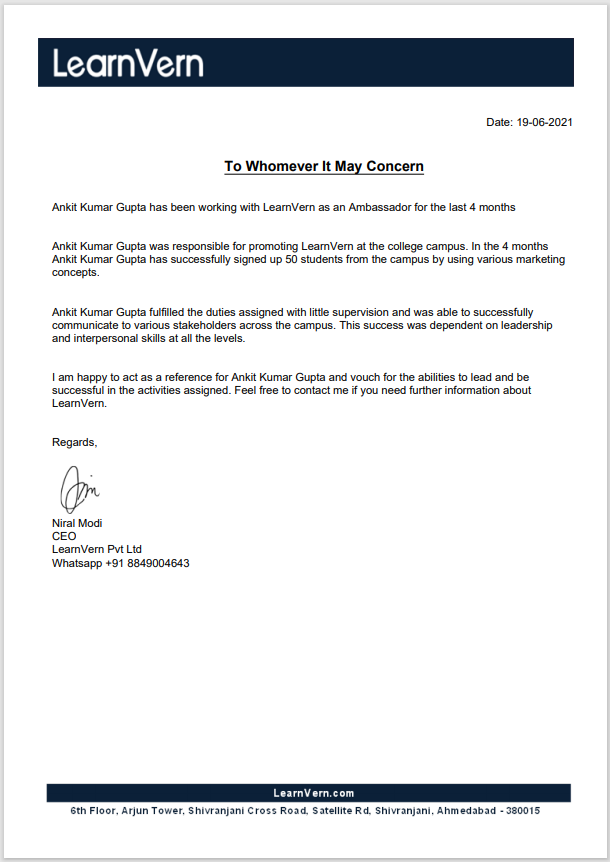 LearnVern
Date: 19-06-2021
To Whomever It May Concern
Ankit Kumar Gupta has been working with LearnVern as an Ambassador for the last 4 months
Ankit Kumar Gupta was responsible for promoting LearnVern at the college campus. In the 4 months
Ankit Kumar Gupta has successfully signed up 50 students from the campus by using various marketing
concepts.
Ankit Kumar Gupta fulfilled the duties assigned with little supervision and was able to successfully
communicate to various stakeholders across the campus. This success was dependent on leadership
and interpersonal skills at all the levels.
I am happy to act as a reference for Ankit Kumar Gupta and vouch for the abilities to lead and be
successful in the activities assigned. Feel free to contact me if you need further information about
LearnVern.
Regards,
Niral Modi
CEO
LearnVern Pvt Ltd
Whatsapp +91 8849004643
LearnVern.com
6th Floor, Arjun Tower, Shivranjani Cross Road, Satellite Rd, Shivranjani, Ahmedabad - 380015